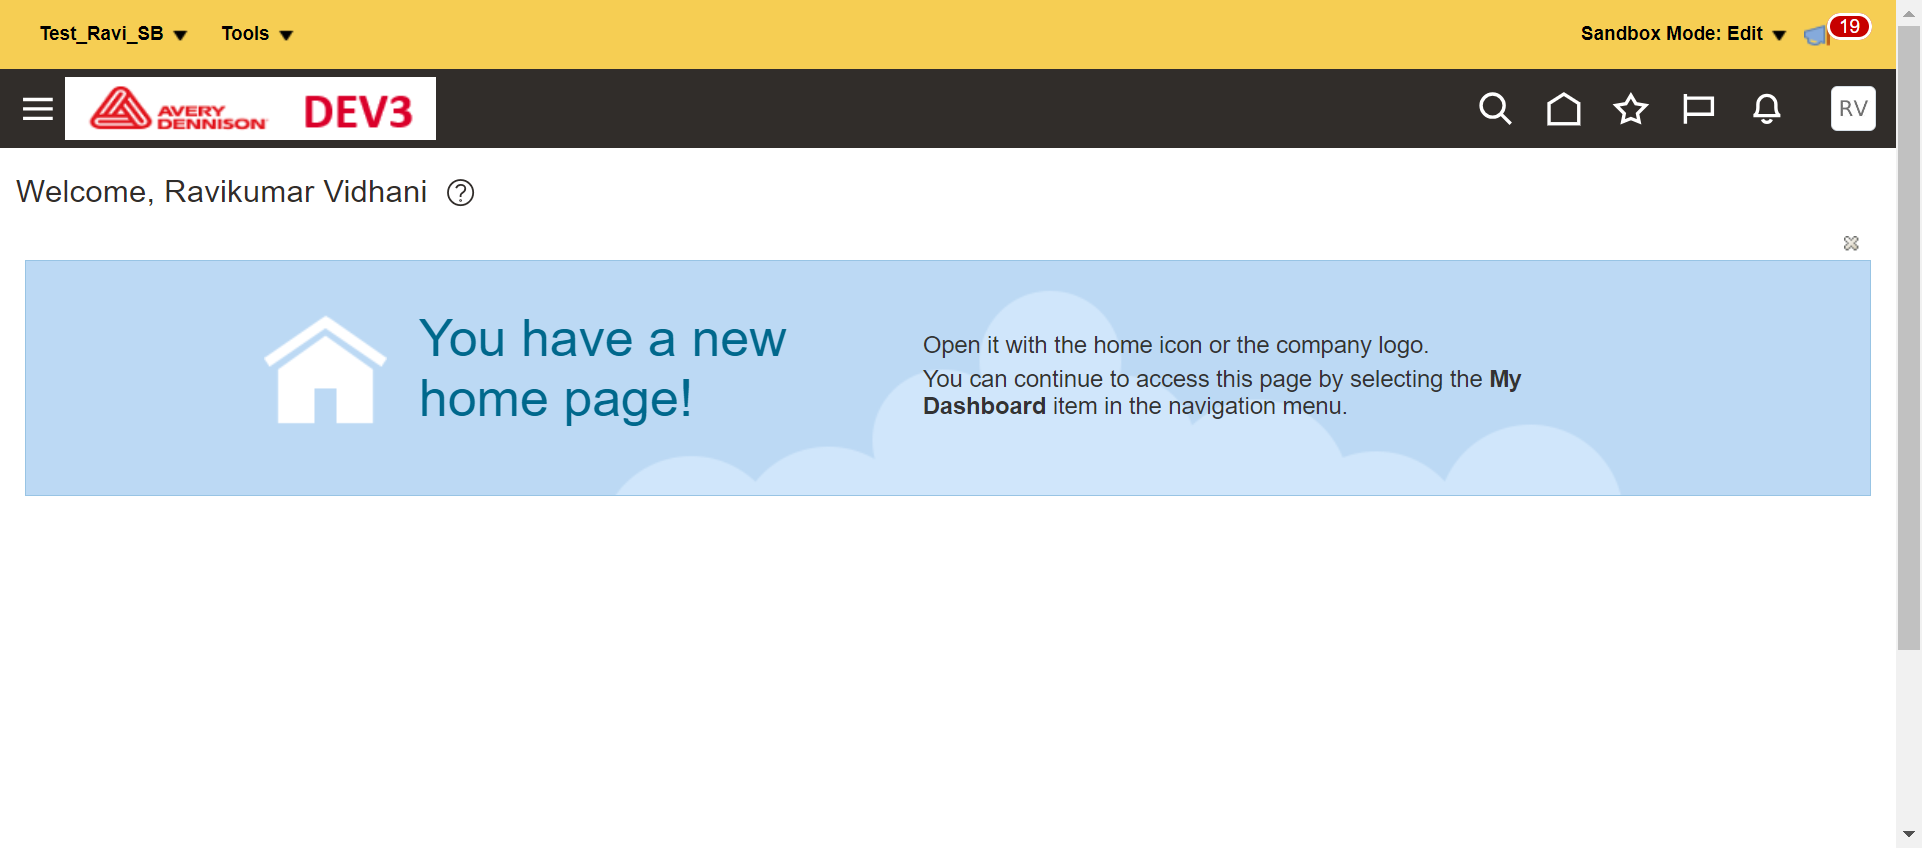 Test_Ravi_SB Tools Sandbox Mode: Edit 19
AVERY
DENNISON DEV3 RV
Welcome, Ravikumar Vidhani ?
You have a new
home page!
Open it with the home icon or the company logo.
You can continue to access this page by selecting the My
Dashboard item in the navigation menu.